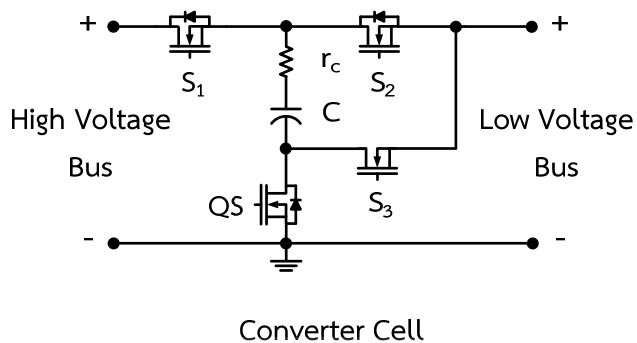 + +
S1 rc S2
High Voltage
Bus
C
Low Voltage
Bus
QS
S3
- -
Converter Cell